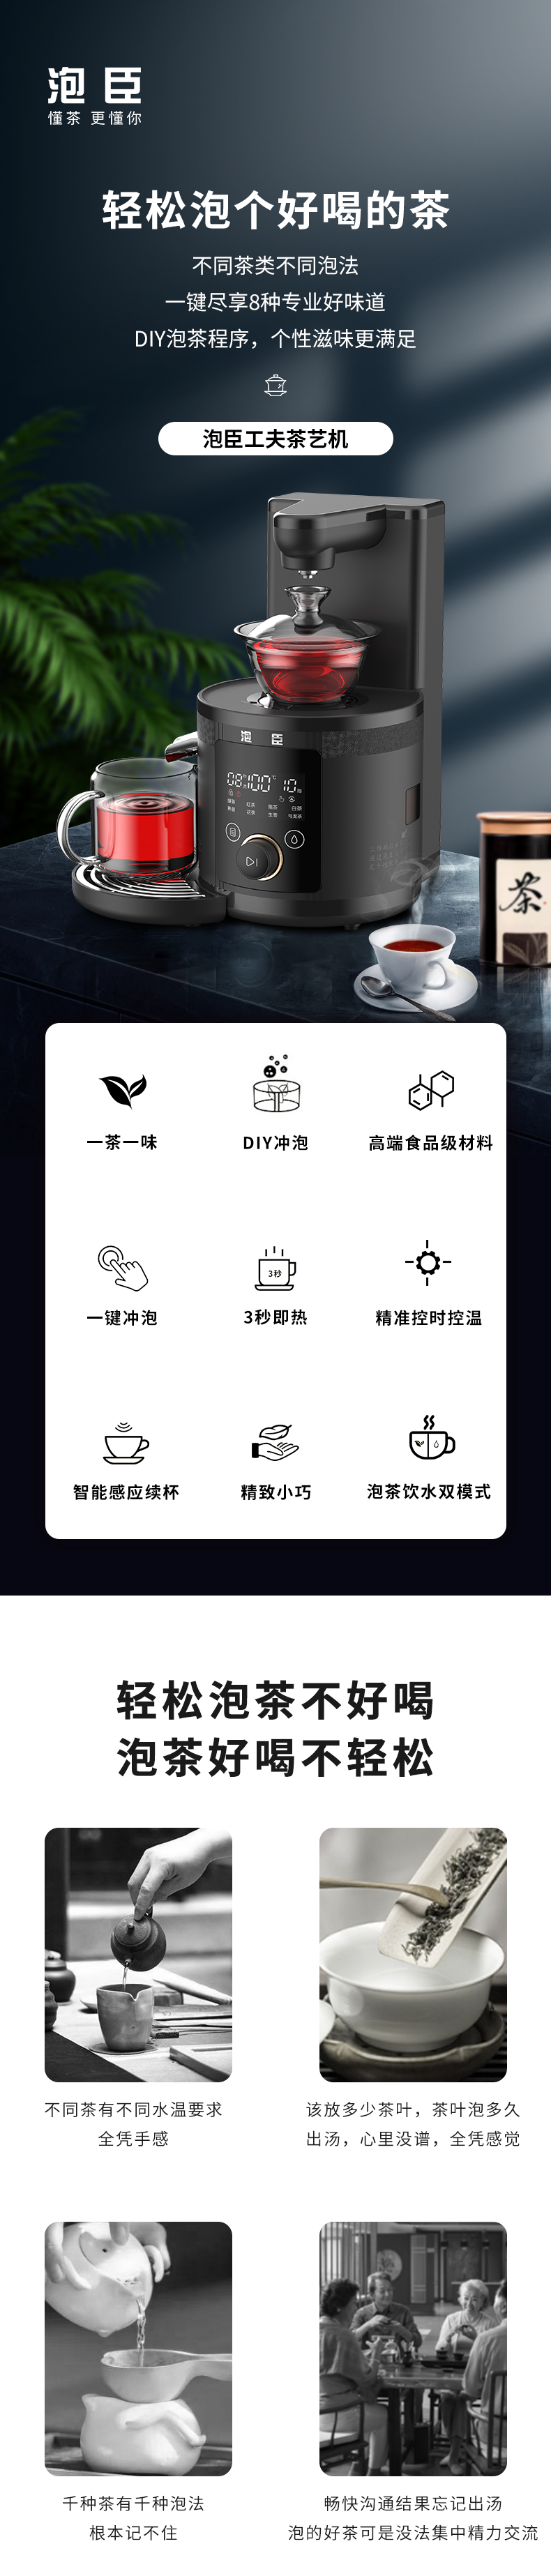 泡臣
懂茶 更懂你
轻松泡个好喝的茶
不同茶类不同泡法
一键尽享8种专业好味道
DIY泡茶程序，个性滋味更满足
泡臣工夫茶艺机
泡 臣
08 100℃ 10
红茶
白茶
生普
乌龙茶
茶
一茶一味
DIY冲泡
高端食品级材料
3秒
一键冲泡
3秒即热
精准控时控温
智能感应续杯
精致小巧
泡茶饮水双模式
轻松泡茶不好喝
泡茶好喝不轻松
不同茶有不同水温要求
全凭手感
该放多少茶叶，茶叶泡多久
出汤，心里没谱，全凭感觉
千种茶有千种泡法
根本记不住
畅快沟通结果忘记出汤
泡的好茶可是没法集中精力交流